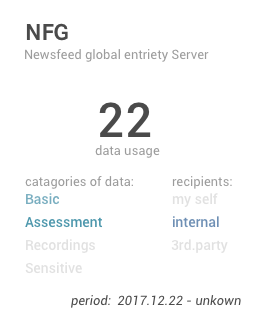 NFG
Newsfeed global entriety Server
22
data usage
catagories of data: recipients:
Basic my self
Assessment internal
Recordings 3rd.party
Sensitive
period: 2017.12.22 - unkown